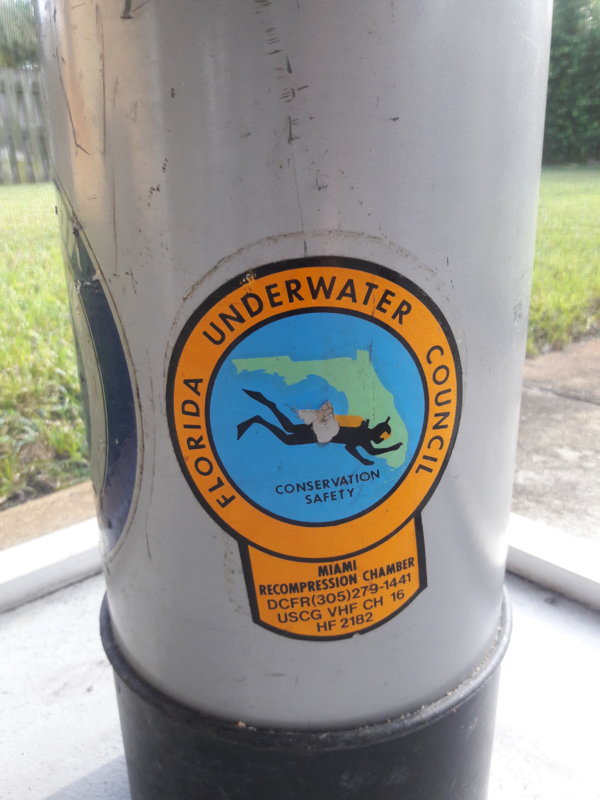 FLORIDA UNDERWATER COUNCIL
CONSERVATION
SAFETY
MIAMI
RECOMPRESSION CHAMBER
DCFR(305)279-1441
USCG VHF CH 16
HF 2182